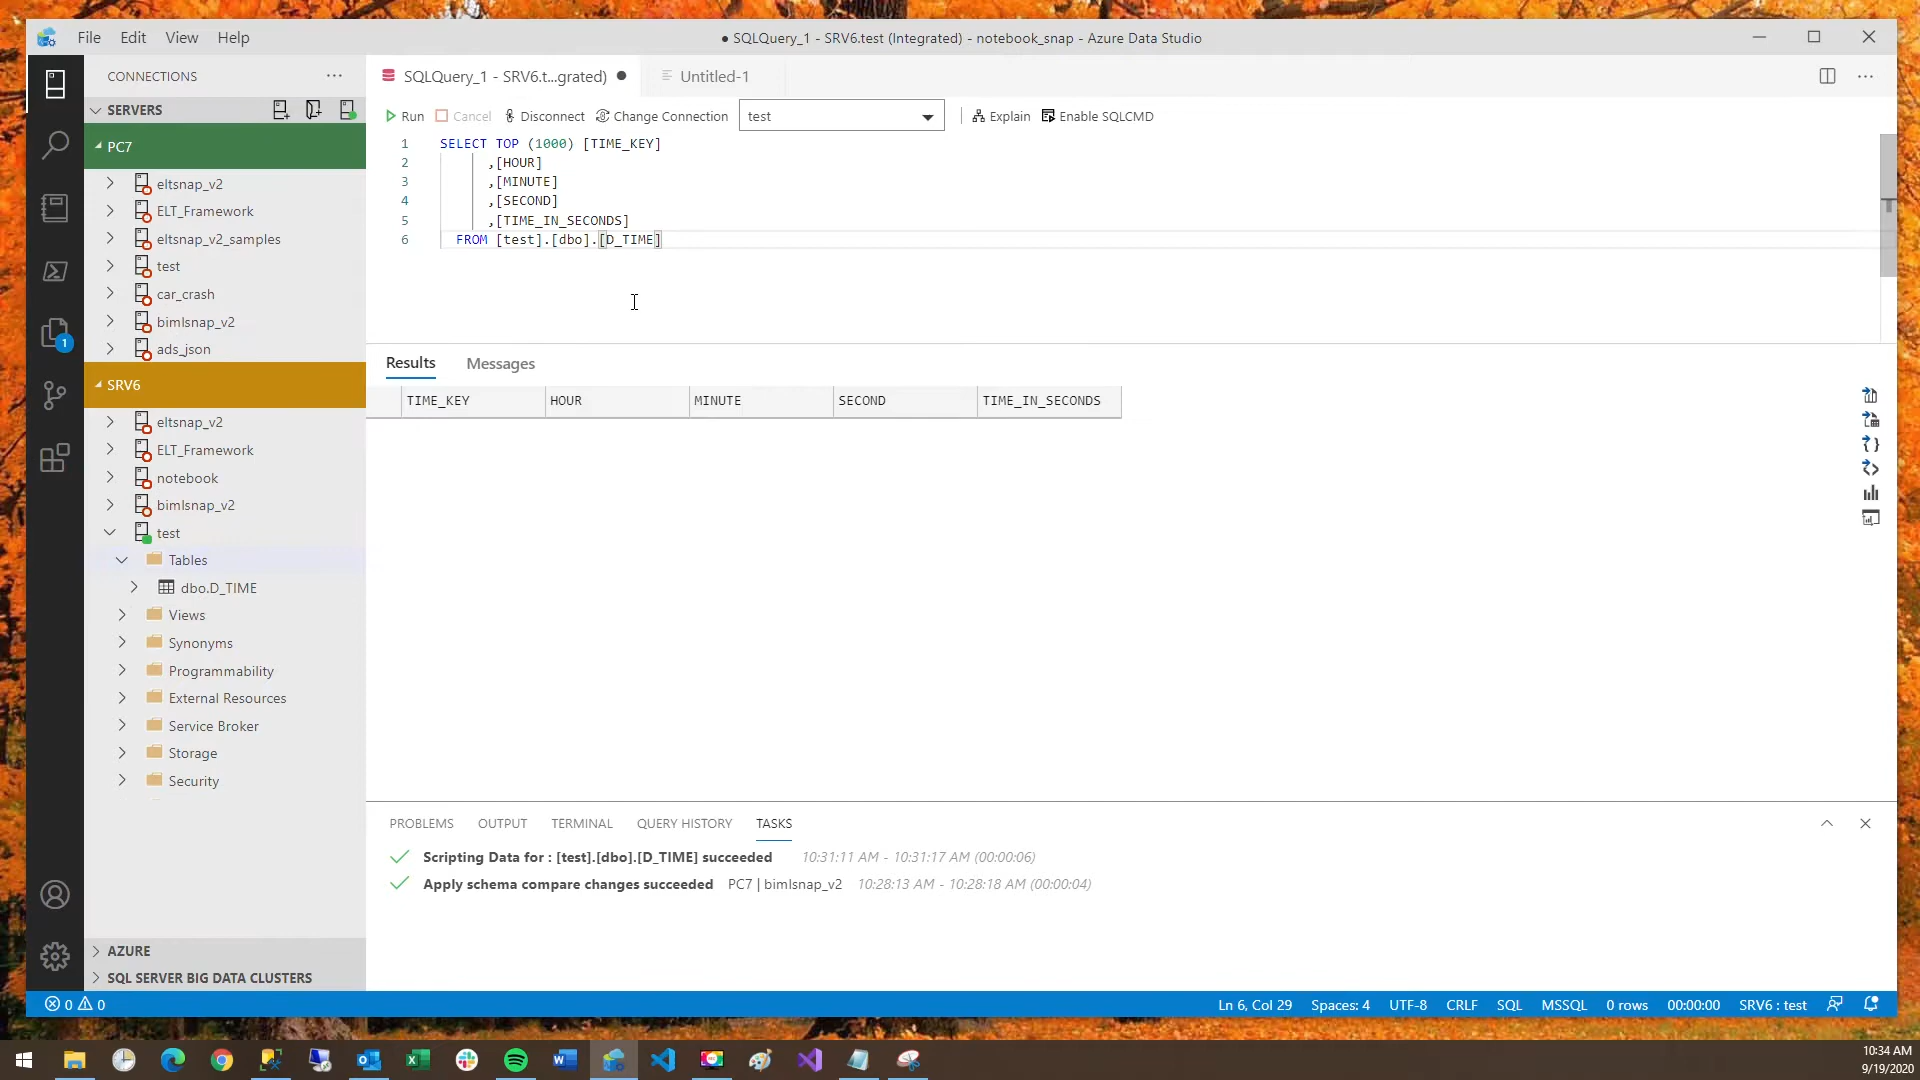 File Edit View Help
● SQLQuery_1 - SRV6.test (Integrated) - notebook_snap - Azure Data Studio
CONNECTIONS
SERVERS
PC7
eltsnap_v2
ELT_Framework
eltsnap_v2_samples
test
car_crash
bimlsnap_v2
ads_json
SRV6
eltsnap_v2
ELT_Framework
notebook
bimlsnap_v2
test
Tables
dbo.D_TIME
Views
Synonyms
Programmability
External Resources
Service Broker
Storage
Security
AZURE
SQL SERVER BIG DATA CLUSTERS
1
SQLQuery_1 - SRV6.t...grated) ● Untitled-1
Run Cancel Disconnect Change Connection test Explain Enable SQLCMD
1 SELECT TOP (1000) [TIME_KEY]
2 ,[HOUR]
3 ,[MINUTE]
4 ,[SECOND]
5 ,[TIME_IN_SECONDS]
6 FROM [test].[dbo].[D_TIME]
Results Messages
TIME_KEY HOUR MINUTE SECOND TIME_IN_SECONDS
PROBLEMS OUTPUT TERMINAL QUERY HISTORY TASKS
Scripting Data for : [test].[dbo].[D_TIME] succeeded 10:31:11 AM - 10:31:17 AM (00:00:06)
Apply schema compare changes succeeded PC7 | bimlsnap_v2 10:28:13 AM - 10:28:18 AM (00:00:04)
0 0 Ln 6, Col 29 Spaces: 4 UTF-8 CRLF SQL MSSQL 0 rows 00:00:00 SRV6 : test
10:34 AM
9/19/2020